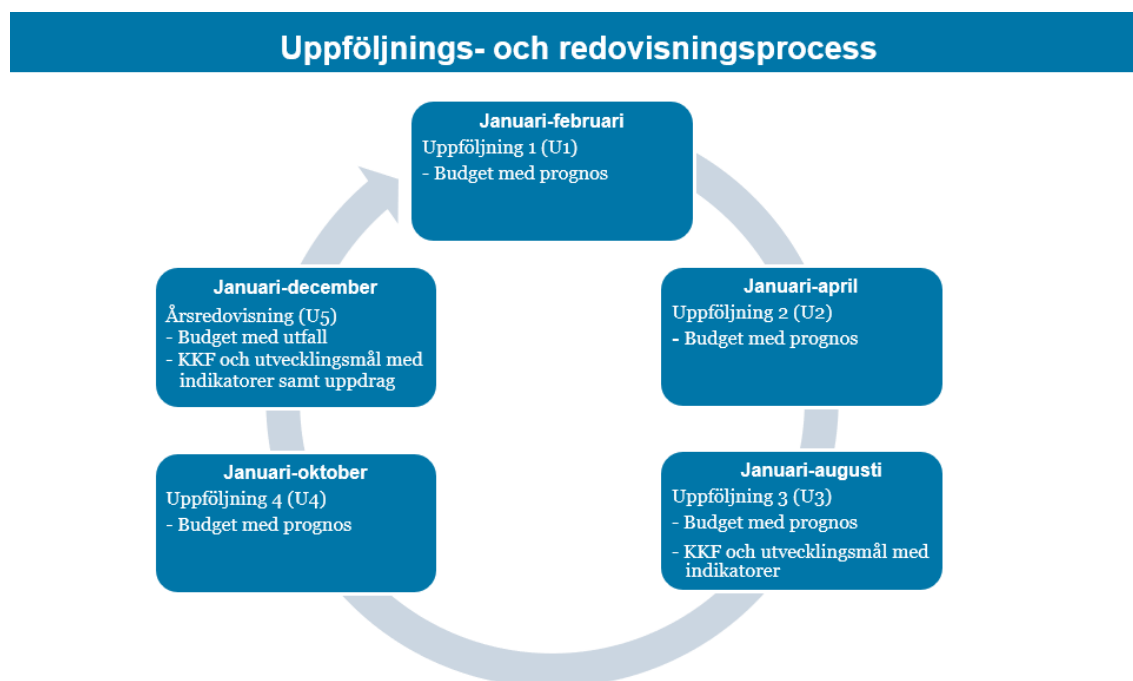 Uppföljnings- och redovisningsprocess
Januari-februari
Uppföljning 1 (U1)
- Budget med prognos
Januari-april
Uppföljning 2 (U2)
- Budget med prognos
Januari-augusti
Uppföljning 3 (U3)
- Budget med prognos
- KKF och utvecklingsmål med
indikatorer
Januari-oktober
Uppföljning 4 (U4)
- Budget med prognos
Januari-december
Årsredovisning (U5)
- Budget med utfall
- KKF och utvecklingsmål med
indikatorer samt uppdrag